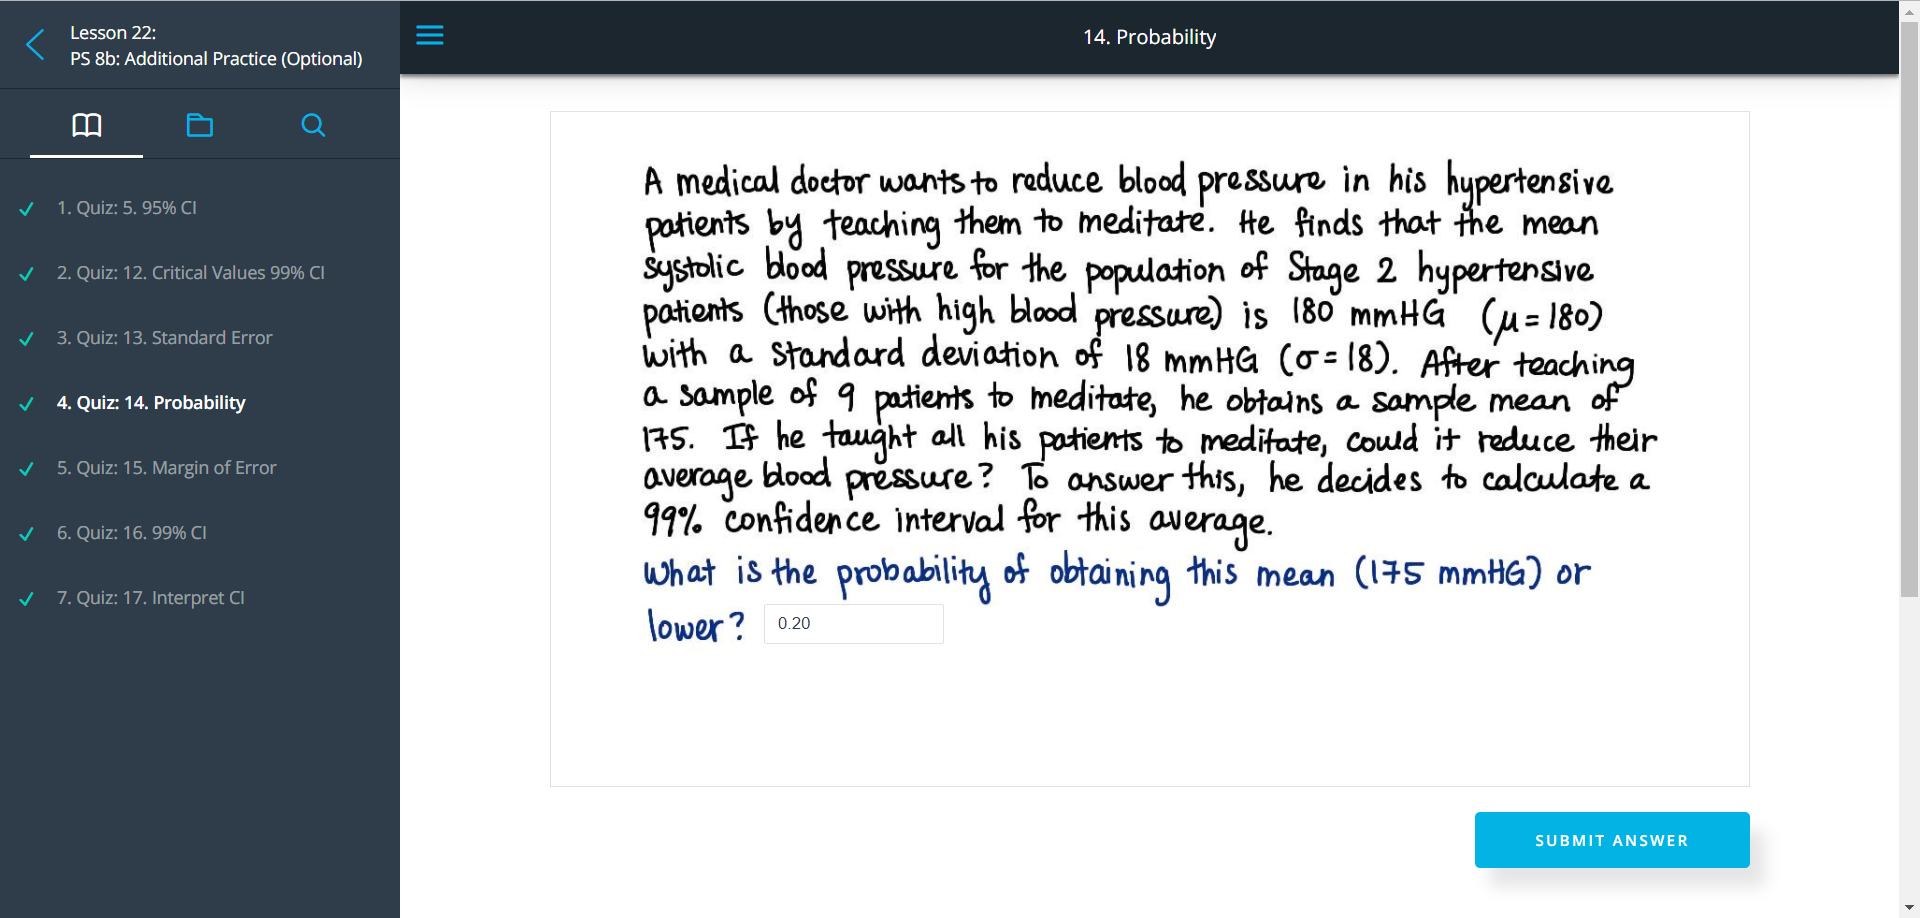 Lesson 22:
PS 8b: Additional Practice (Optional)
14. Probability
1. Quiz: 5. 95% CI
2. Quiz: 12. Critical Values 99% CI
3. Quiz: 13. Standard Error
4. Quiz: 14. Probability
5. Quiz: 15. Margin of Error
6. Quiz: 16. 99% CI
7. Quiz: 17. Interpret CI
A medical doctor wants to reduce blood pressure in his hypertensive
patients by teaching them to meditate. He finds that the mean
systolic blood pressure for the population of Stage 2 hypertensive
patients (those with high blood pressure) is 180 mmHG (μ = 180)
with a standard deviation of 18 mmHG (σ = 18). After teaching
a sample of 9 patients to meditate, he obtains a sample mean of
175. If he taught all his patients to meditate, could it reduce their
average blood pressure? To answer this, he decides to calculate a
99% confidence interval for this average.
What is the probability of obtaining this mean (175 mmHG) or
lower? 0.20
SUBMIT ANSWER